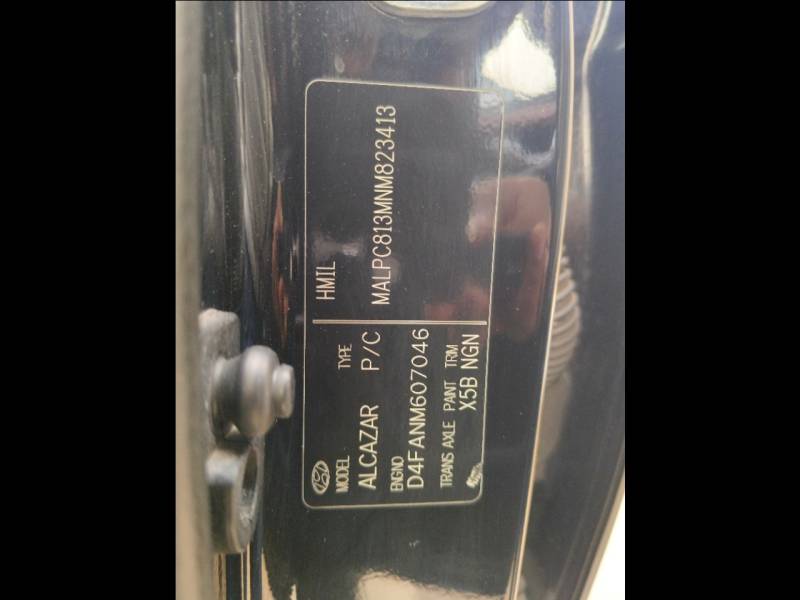 HMIL
MALPC813MNM823413
MODEL TYPE
ALCAZAR P/C
ENGNO
D4FANM607046
TRANS AXLE PAINT TRIM
X5B NGN